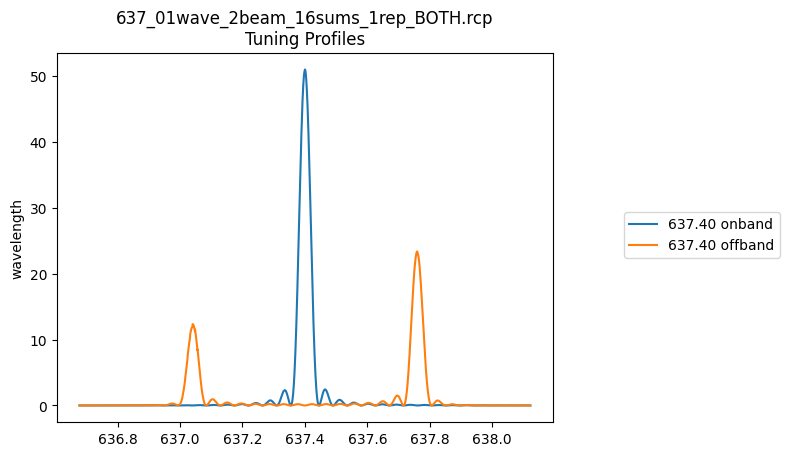 637_01wave_2beam_16sums_1rep_BOTH.rcp
Tuning Profiles
50
40
30
20
10
0
wavelength
636.8 637.0 637.2 637.4 637.6 637.8 638.0
637.40 onband
637.40 offband